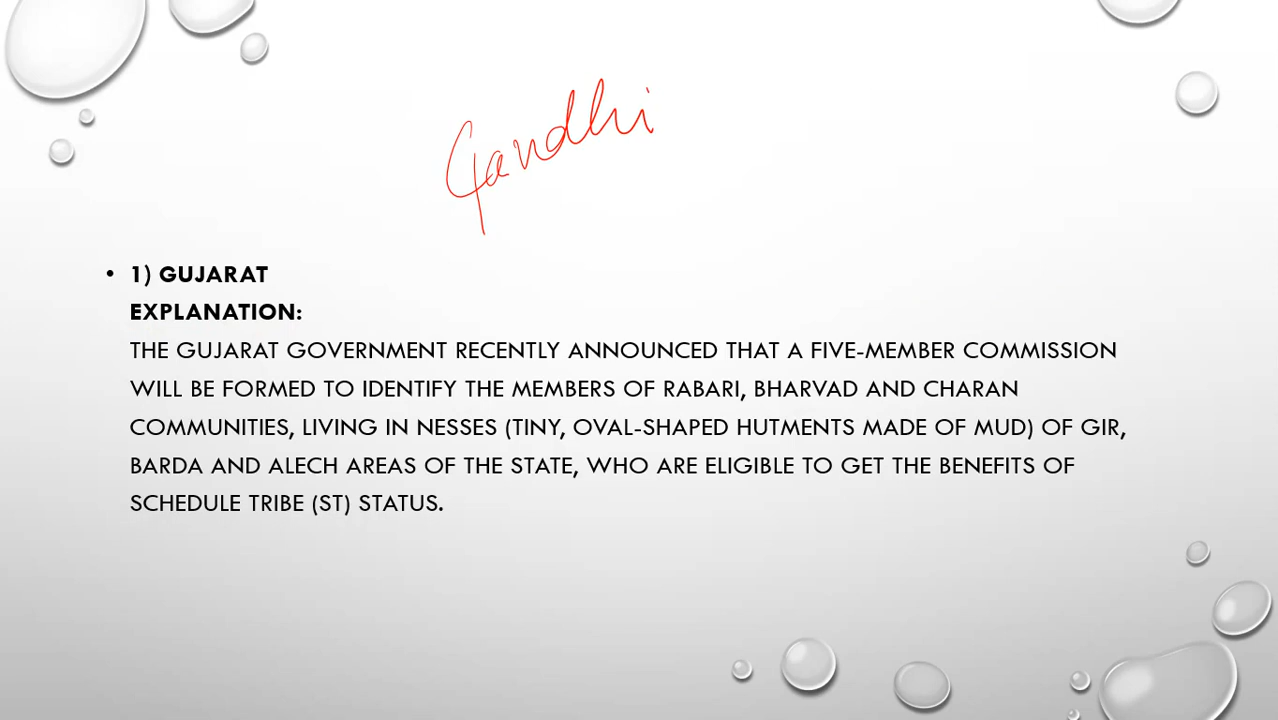 Gandhi
• 1) GUJARAT
EXPLANATION:
THE GUJARAT GOVERNMENT RECENTLY ANNOUNCED THAT A FIVE-MEMBER COMMISSION
WILL BE FORMED TO IDENTIFY THE MEMBERS OF RABARI, BHARVAD AND CHARAN
COMMUNITIES, LIVING IN NESSES (TINY, OVAL-SHAPED HUTMENTS MADE OF MUD) OF GIR,
BARDA AND ALECH AREAS OF THE STATE, WHO ARE ELIGIBLE TO GET THE BENEFITS OF
SCHEDULE TRIBE (ST) STATUS.